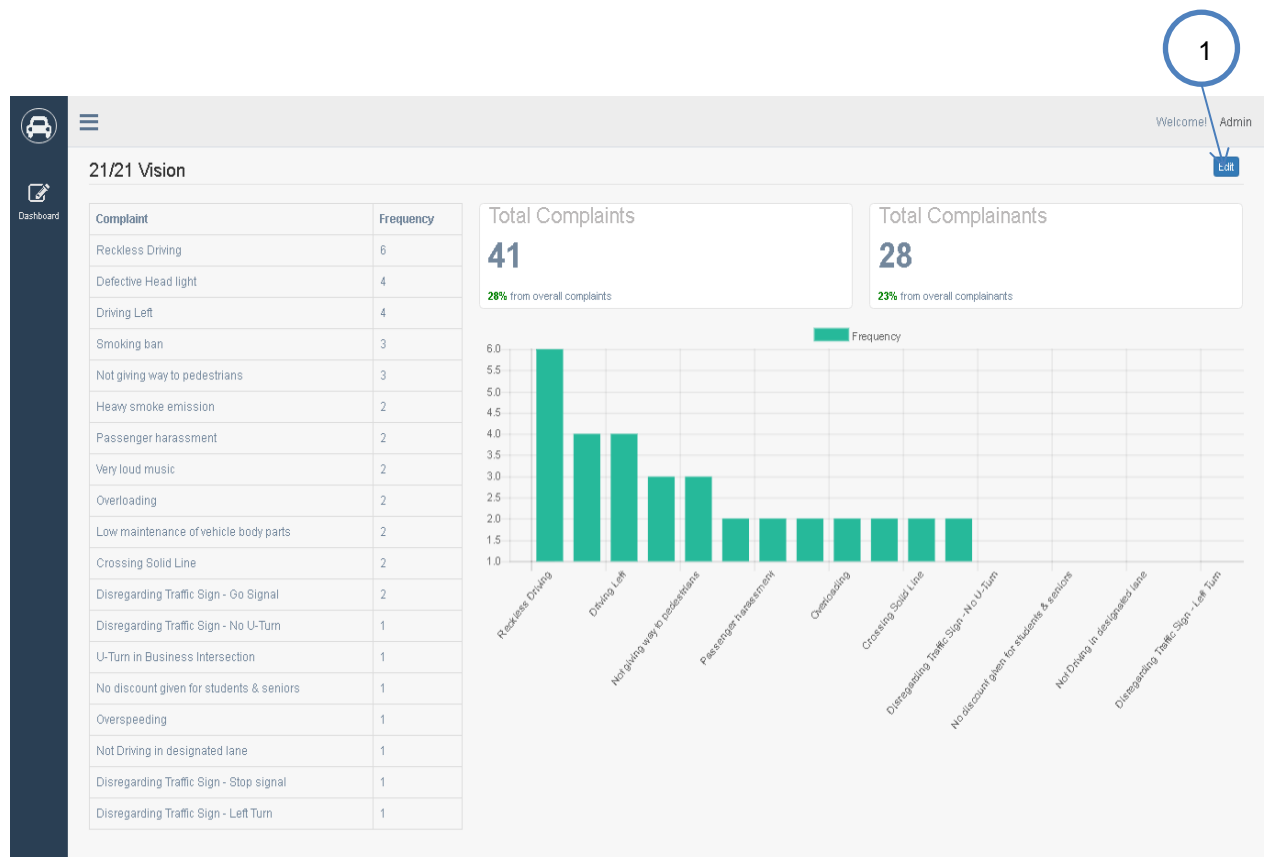 1
Welcome! Admin
21/21 Vision
Edit
Dashboard
Complaint Frequency
Reckless Driving 6
Defective Head light 4
Driving Left 4
Smoking ban 3
Not giving way to pedestrians 3
Heavy smoke emission 2
Passenger harassment 2
Very loud music 2
Overloading 2
Low maintenance of vehicle body parts 2
Crossing Solid Line 2
Disregarding Traffic Sign - Go Signal 2
Disregarding Traffic Sign - No U-Turn 1
U-Turn in Business Intersection 1
No discount given for students & seniors 1
Overspeeding 1
Not Driving in designated lane 1
Disregarding Traffic Sign - Stop signal 1
Disregarding Traffic Sign - Left Turn 1
Total Complaints
41
28% from overall complaints
Total Complainants
28
23% from overall complainants
Frequency
6.0
5.5
5.0
4.5
4.0
3.5
3.0
2.5
2.0
1.5
1.0
Reckless Driving
Driving Left
Not giving way to pedestrians
Passenger harassment
Overloading
Crossing Solid Line
Disregarding Traffic Sign - No U-Turn
No discount given for students & seniors
Not Driving in designated lane
Disregarding Traffic Sign - Left Turn